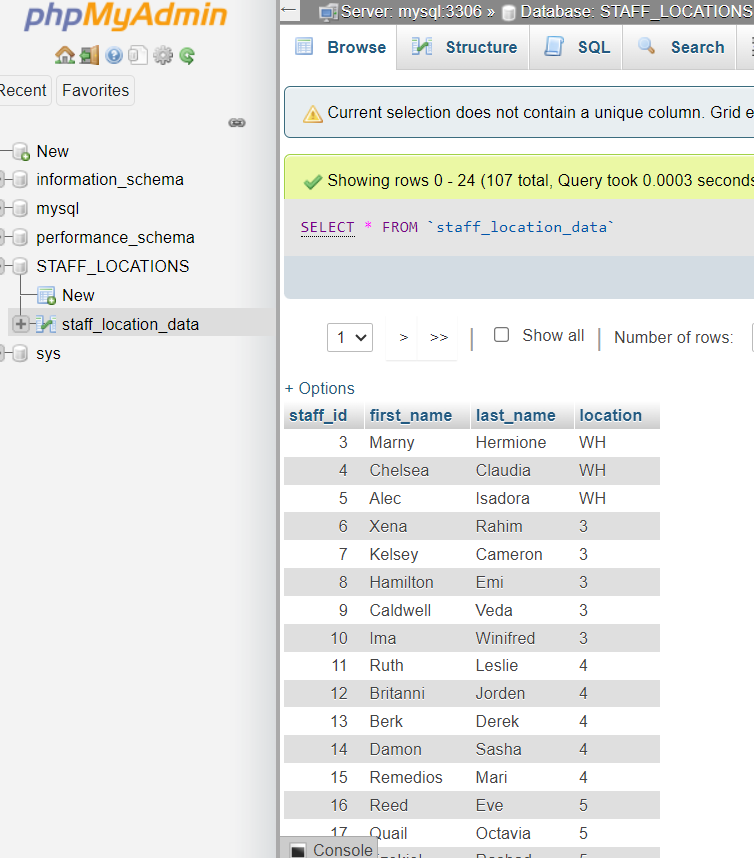 phpMyAdmin
Recent Favorites
New
information_schema
mysql
performance_schema
STAFF_LOCATIONS
New
staff_location_data
sys
Server: mysql:3306 » Database: STAFF_LOCATIONS
Browse Structure SQL Search
Current selection does not contain a unique column. Grid e
Showing rows 0 - 24 (107 total, Query took 0.0003 seconds
SELECT * FROM `staff_location_data`
1 > >> | Show all | Number of rows:
+ Options
staff_id first_name last_name location
3 Marny Hermione WH
4 Chelsea Claudia WH
5 Alec Isadora WH
6 Xena Rahim 3
7 Kelsey Cameron 3
8 Hamilton Emi 3
9 Caldwell Veda 3
10 Ima Winifred 3
11 Ruth Leslie 4
12 Britanni Jorden 4
13 Berk Derek 4
14 Damon Sasha 4
15 Remedios Mari 4
16 Reed Eve 5
17 Quail Octavia 5
Console